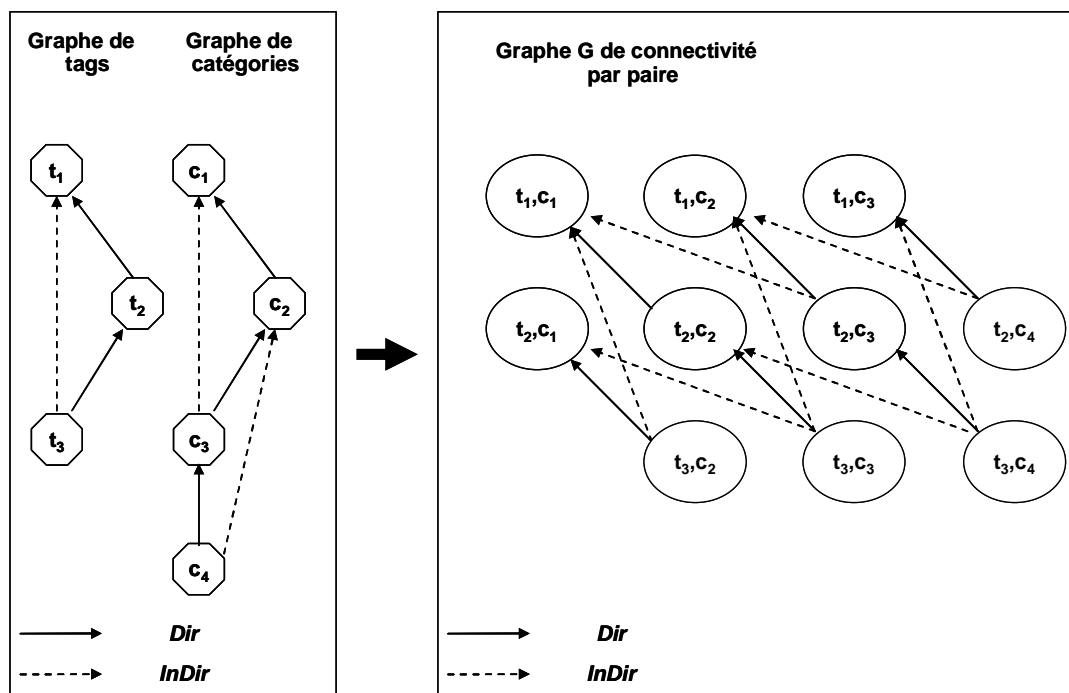 Graphe de
tags
Graphe de
catégories
t1
c1
t2
c2
t3
c3
c4
Dir
InDir
Graphe G de connectivité
par paire
t1,c1
t1,c2
t1,c3
t2,c1
t2,c2
t2,c3
t2,c4
t3,c2
t3,c3
t3,c4
Dir
InDir